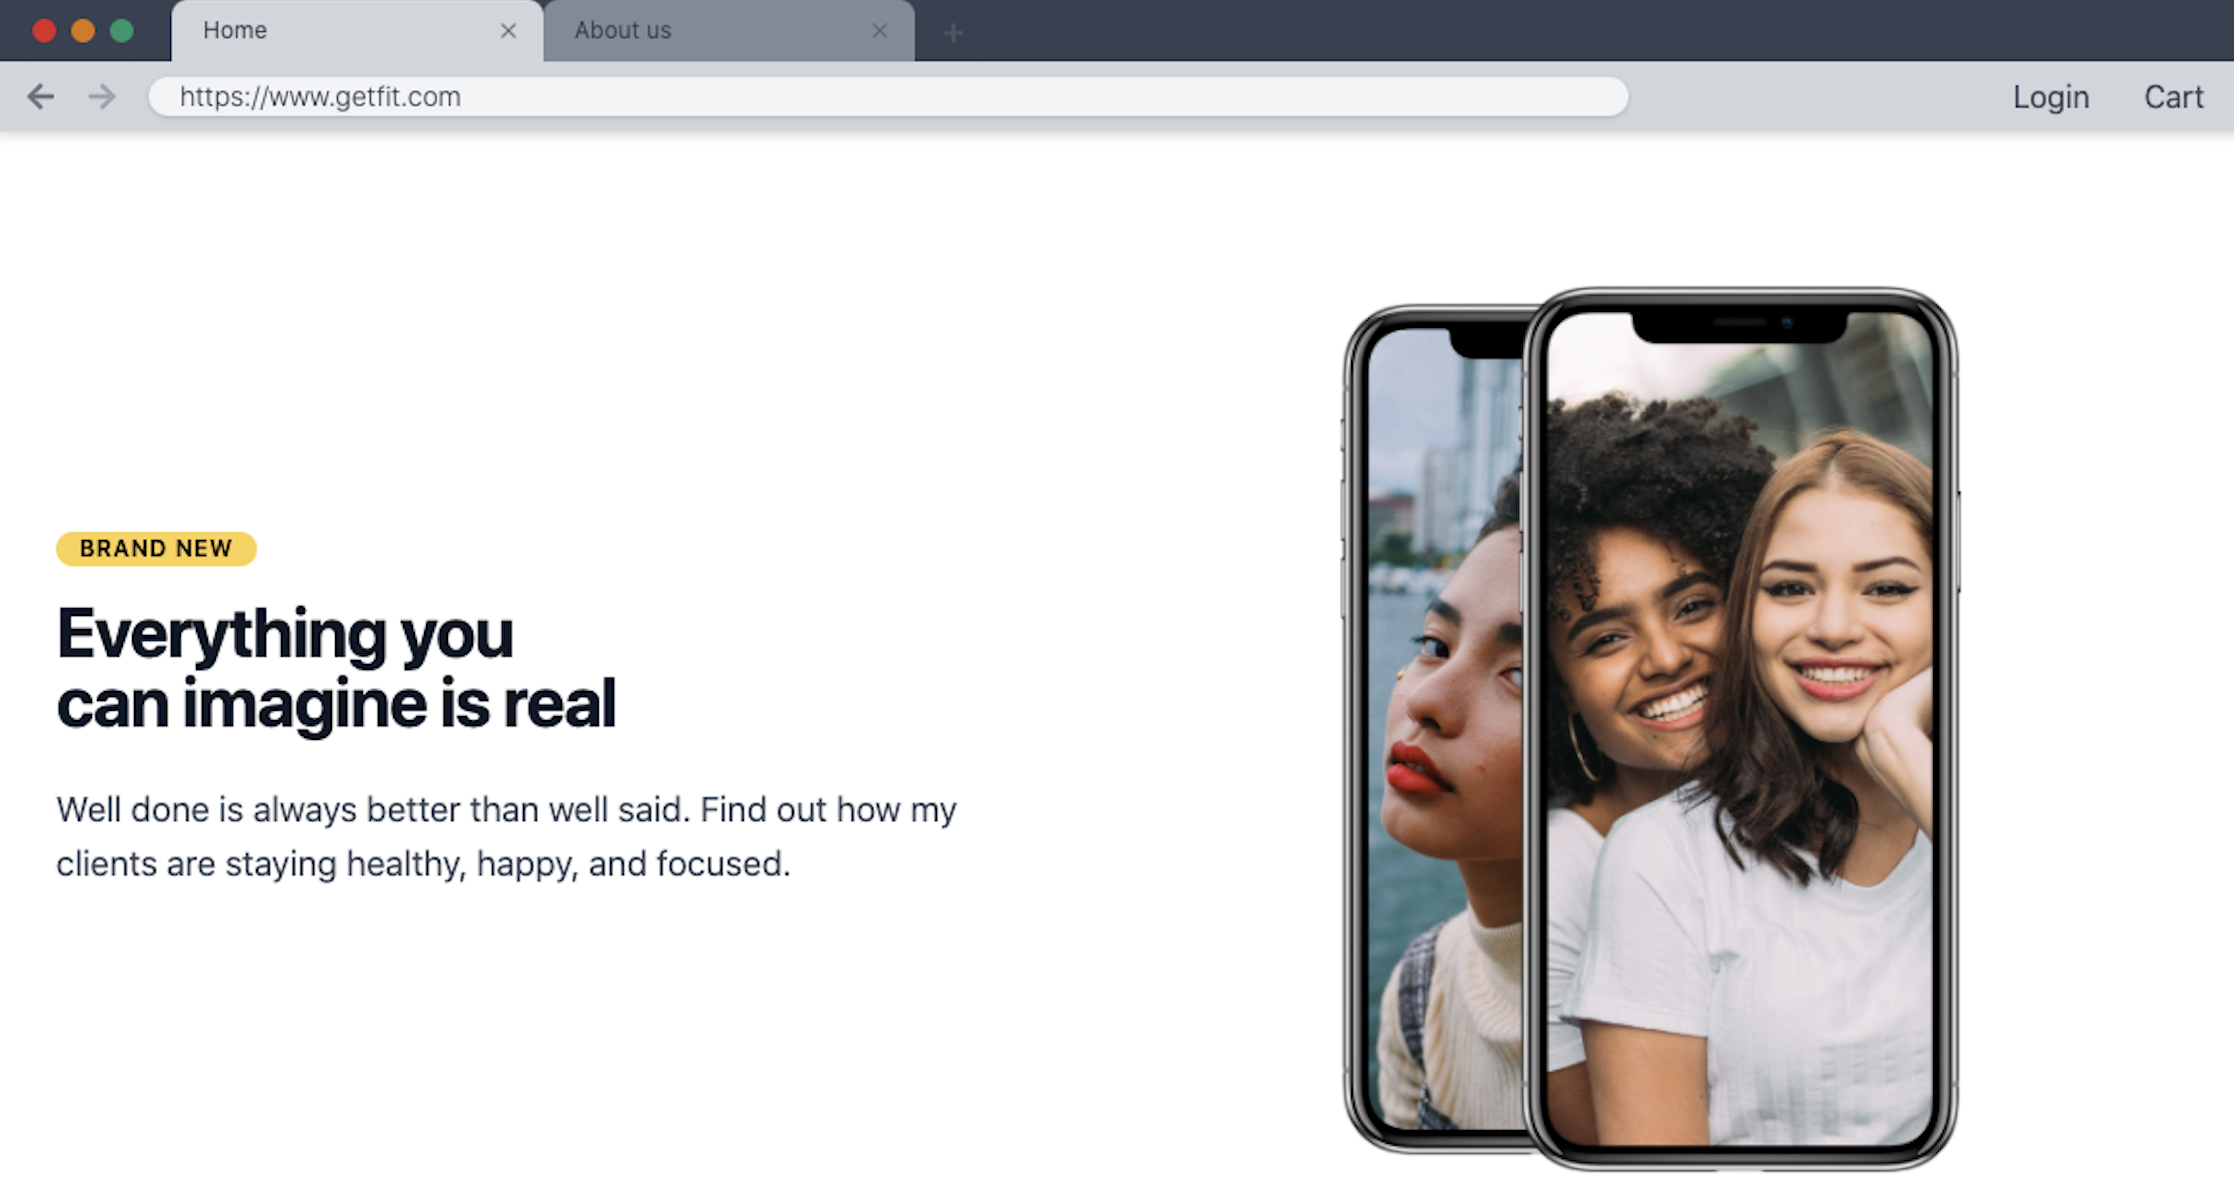 Home
About us
https://www.getfit.com
Login
Cart
BRAND NEW
Everything you
can imagine is real
Well done is always better than well said. Find out how my
clients are staying healthy, happy, and focused.